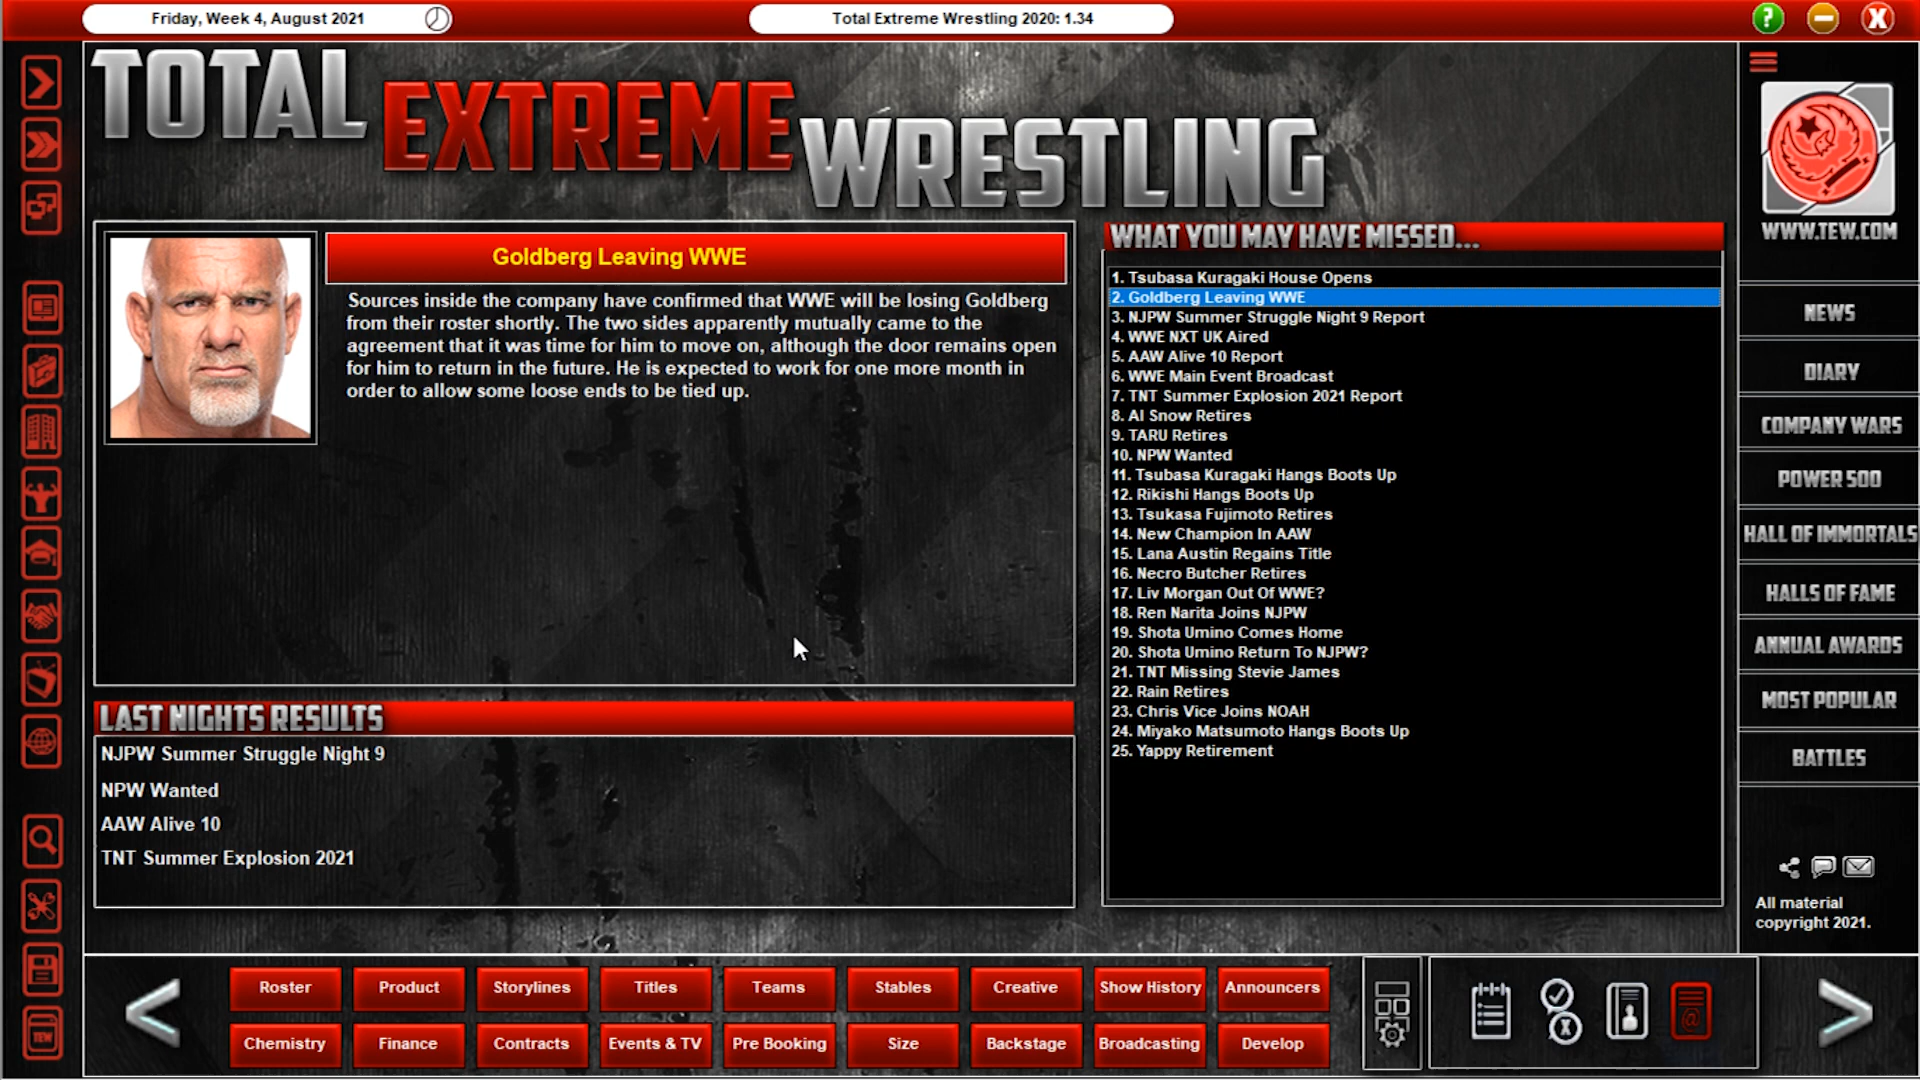 Friday, Week 4, August 2021
Total Extreme Wrestling 2020: 1.34
TOTAL EXTREME WRESTLING
WWW.TEW.COM
Goldberg Leaving WWE
Sources inside the company have confirmed that WWE will be losing Goldberg
from their roster shortly. The two sides apparently mutually came to the
agreement that it was time for him to move on, although the door remains open
for him to return in the future. He is expected to work for one more month in
order to allow some loose ends to be tied up.
LAST NIGHTS RESULTS
NJPW Summer Struggle Night 9
NPW Wanted
AAW Alive 10
TNT Summer Explosion 2021
WHAT YOU MAY HAVE MISSED...
1. Tsubasa Kuragaki House Opens
2. Goldberg Leaving WWE
3. NJPW Summer Struggle Night 9 Report
4. WWE NXT UK Aired
5. AAW Alive 10 Report
6. WWE Main Event Broadcast
7. TNT Summer Explosion 2021 Report
8. Al Snow Retires
9. TARU Retires
10. NPW Wanted
11. Tsubasa Kuragaki Hangs Boots Up
12. Rikishi Hangs Boots Up
13. Tsukasa Fujimoto Retires
14. New Champion In AAW
15. Lana Austin Regains Title
16. Necro Butcher Retires
17. Liv Morgan Out Of WWE?
18. Ren Narita Joins NJPW
19. Shota Umino Comes Home
20. Shota Umino Return To NJPW?
21. TNT Missing Stevie James
22. Rain Retires
23. Chris Vice Joins NOAH
24. Miyako Matsumoto Hangs Boots Up
25. Yappy Retirement
NEWS
DIARY
COMPANY WARS
POWER 500
HALL OF IMMORTALS
HALLS OF FAME
ANNUAL AWARDS
MOST POPULAR
BATTLES
All material
copyright 2021.
TEW
Roster
Product
Storylines
Titles
Teams
Stables
Creative
Show History
Announcers
Chemistry
Finance
Contracts
Events & TV
Pre Booking
Size
Backstage
Broadcasting
Develop